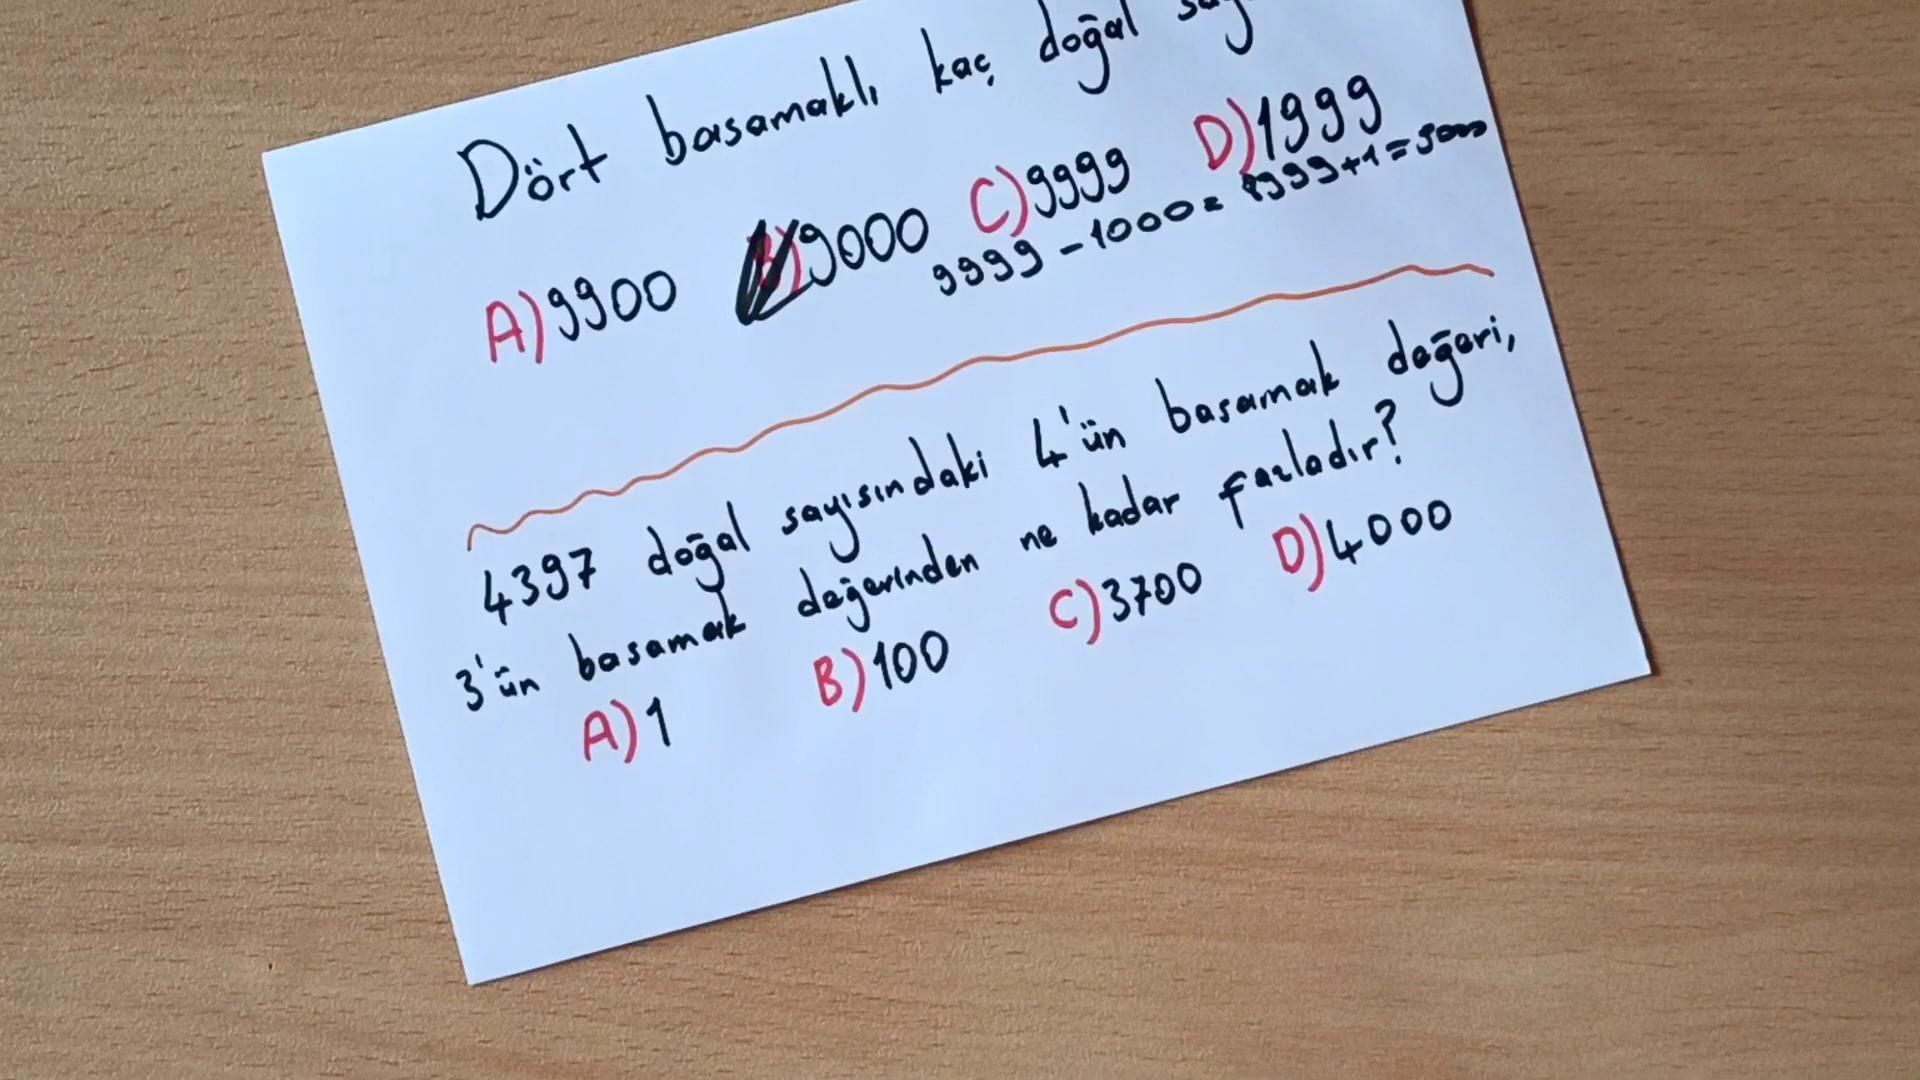 Dört basamaklı kaç doğal
A) 9900 B) 9000 C) 9999 D) 1999
9999 - 1000 = 8999 + 1 = 9000
4397 doğal sayısındaki 4'ün basamak değeri,
3'ün basamak değerinden ne kadar fazladır?
A) 1 B) 100 C) 3700 D) 4000